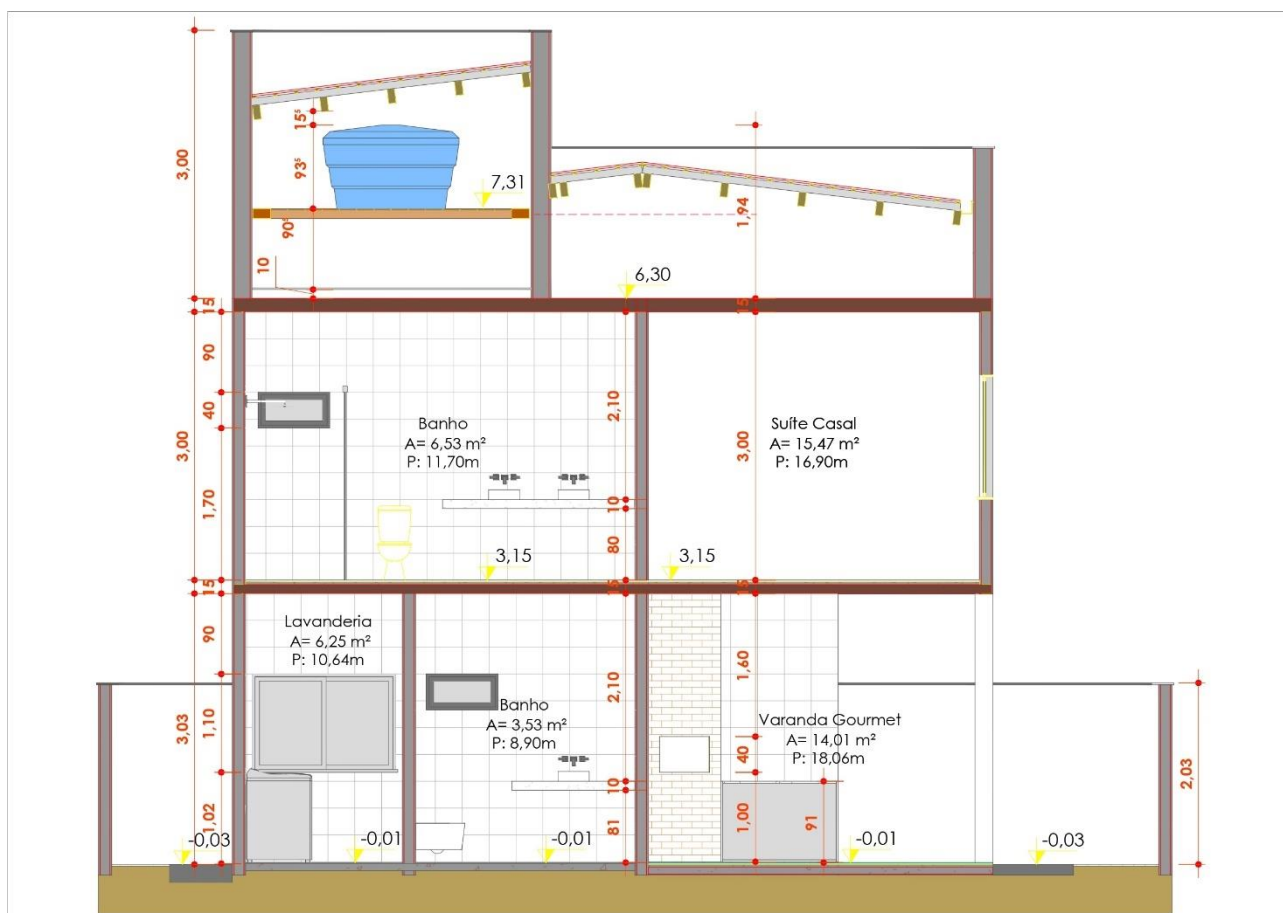 3,00
15⁵
93⁵
90⁵
10
7,31
1,94
6,30
15
15
90
40
1,70
3,00
2,10
10
80
3,00
Banho
A= 6,53 m²
P: 11,70m
Suíte Casal
A= 15,47 m²
P: 16,90m
3,15
3,15
15
15
15
Lavanderia
A= 6,25 m²
P: 10,64m
90
1,10
1,02
3,03
2,10
10
81
Banho
A= 3,53 m²
P: 8,90m
1,60
40
1,00
91
Varanda Gourmet
A= 14,01 m²
P: 18,06m
2,03
-0,03
-0,01
-0,01
-0,01
-0,03